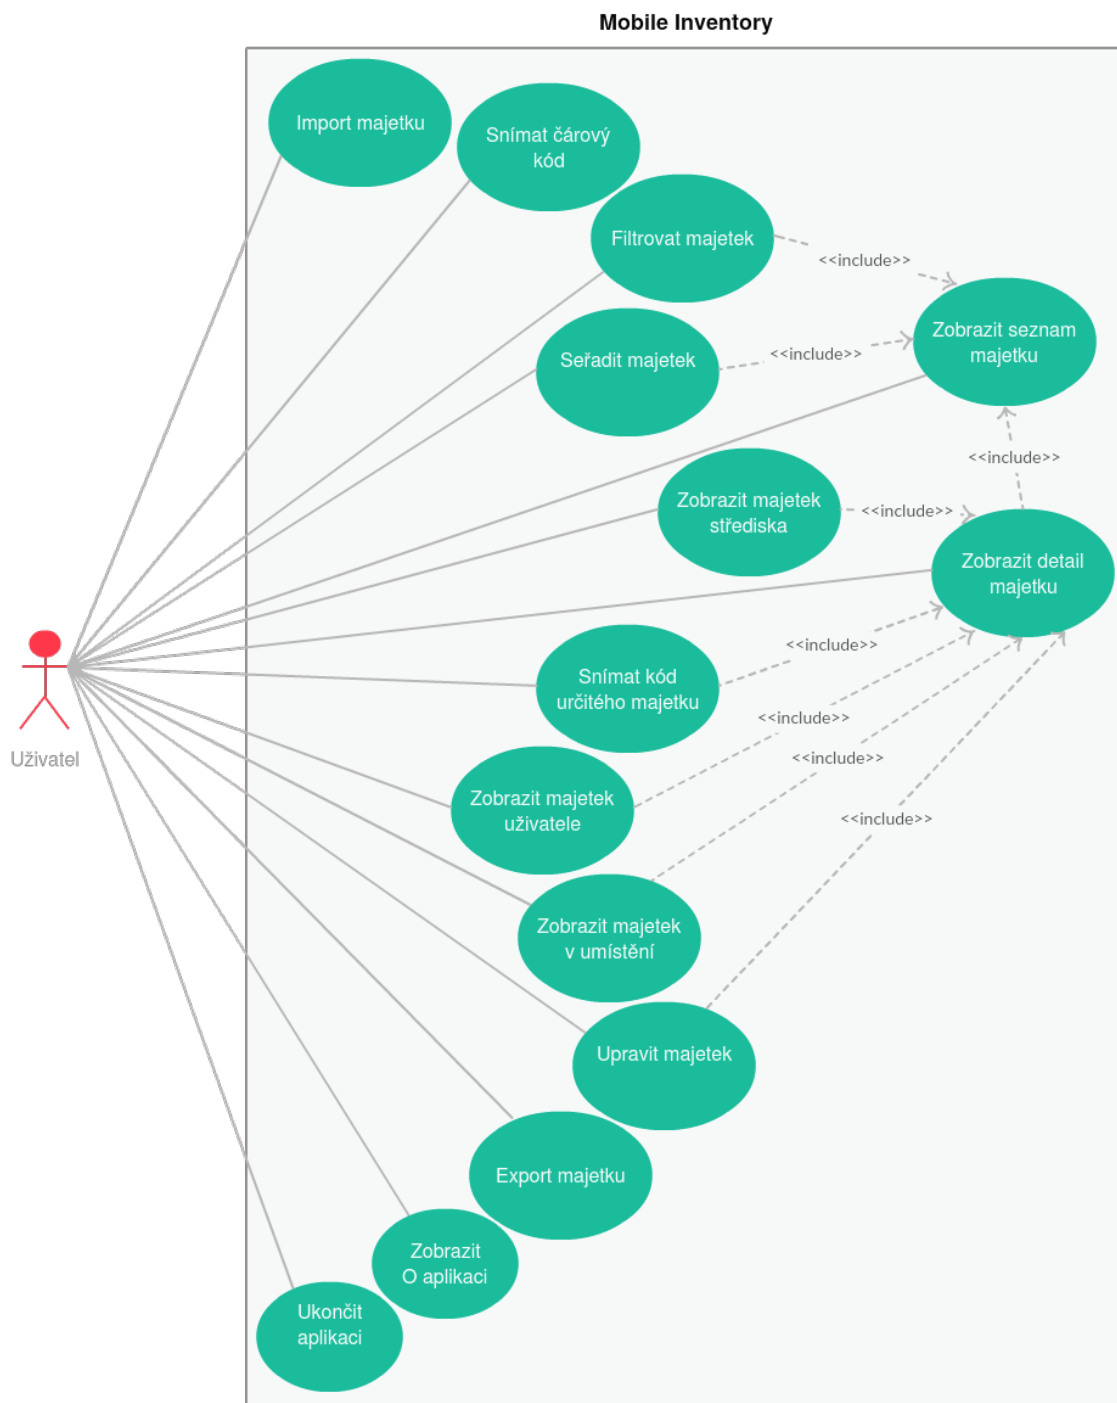 Mobile Inventory
Import majetku
Snímat čárový
kód
Filtrovat majetek
<<include>>
Zobrazit seznam
majetku
Seřadit majetek
<<include>>
<<include>>
Zobrazit majetek
střediska
<<include>>
Zobrazit detail
majetku
<<include>>
Snímat kód
určitého majetku
<<include>>
Uživatel
<<include>>
Zobrazit majetek
uživatele
<<include>>
Zobrazit majetek
v umístění
Upravit majetek
Export majetku
Zobrazit
O aplikaci
Ukončit
aplikaci